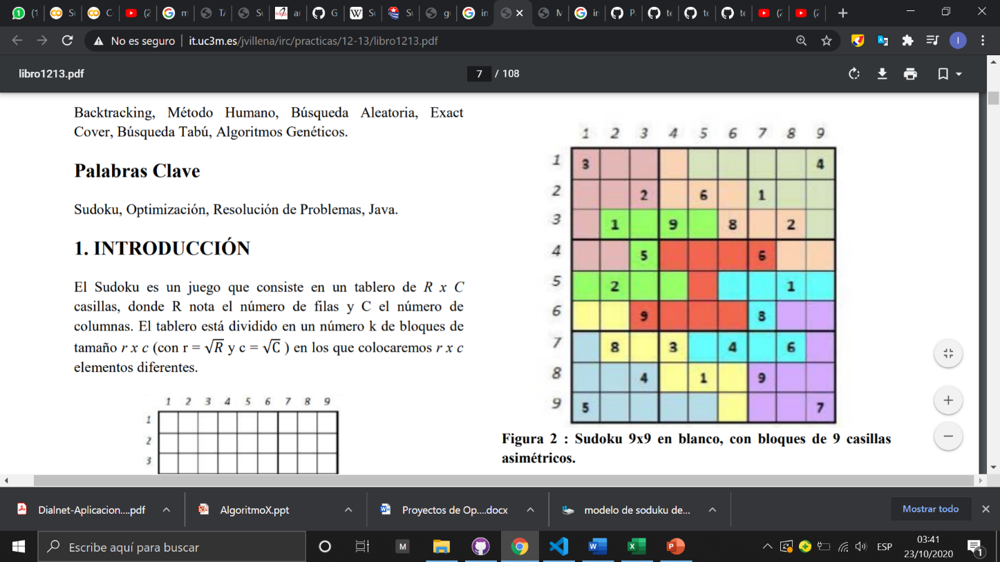 (1
S
C
(2
m
T/
S
a
G
S
S
g
in
M
in
P
te
te
te
(2
(2
No es seguro
it.uc3m.es/jvillena/irc/practicas/12-13/libro1213.pdf
I
libro1213.pdf
7 / 108
Backtracking, Método Humano, Búsqueda Aleatoria, Exact
Cover, Búsqueda Tabú, Algoritmos Genéticos.
Palabras Clave
Sudoku, Optimización, Resolución de Problemas, Java.
1. INTRODUCCIÓN
El Sudoku es un juego que consiste en un tablero de R x C
casillas, donde R nota el número de filas y C el número de
columnas. El tablero está dividido en un número k de bloques de
tamaño r x c (con r = √R y c = √C ) en los que colocaremos r x c
elementos diferentes.
1 2 3 4 5 6 7 8 9
1
2
3
1 2 3 4 5 6 7 8 9
1 3 4
2 2 6 1
3 1 9 8 2
4 5 6
5 2 1
6 9 8
7 8 3 4 6
8 4 1 9
9 5 7
Figura 2 : Sudoku 9x9 en blanco, con bloques de 9 casillas
asimétricos.
Dialnet-Aplicacion....pdf
AlgoritmoX.ppt
Proyectos de Op....docx
modelo de soduku de...
Mostrar todo
Escribe aquí para buscar
M
ESP
03:41
23/10/2020
1